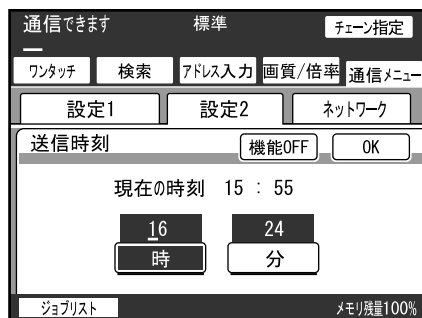 通信できます 標準 チェーン指定
ワンタッチ 検索 アドレス入力 画質/倍率 通信メニュー
設定1 設定2 ネットワーク
送信時刻 機能OFF OK
現在の時刻 15 : 55
16 24
時 分
ジョブリスト メモリ残量100%